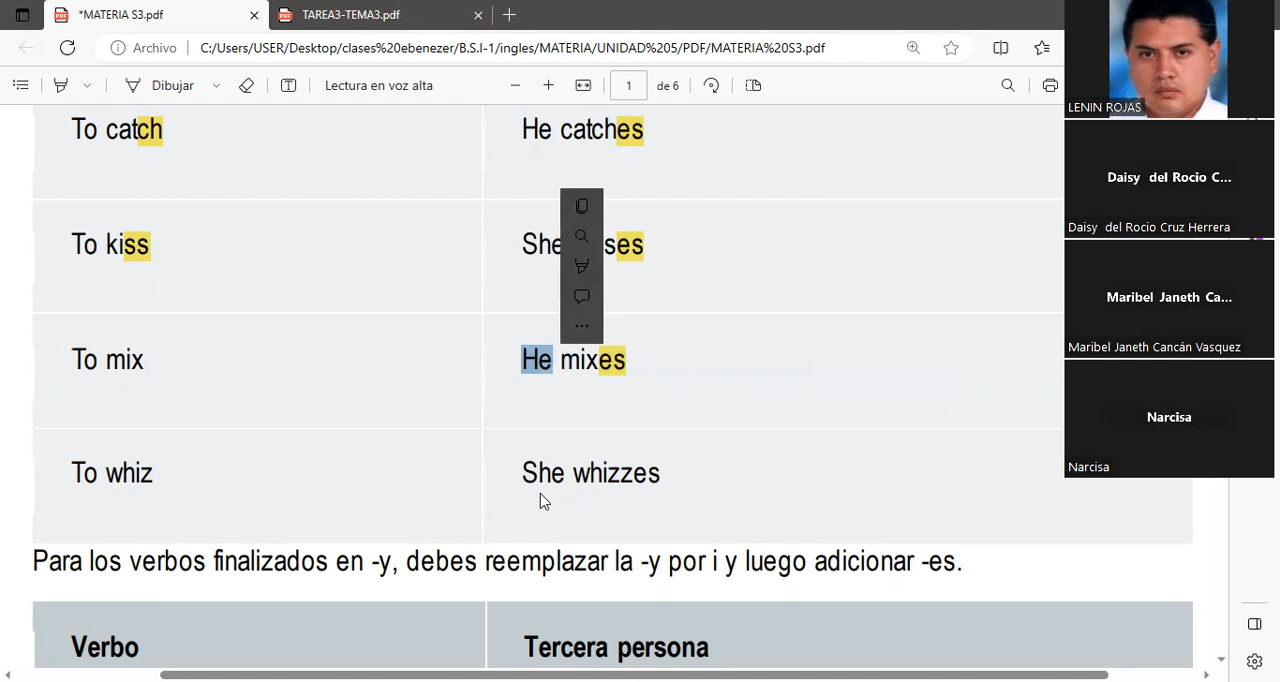 *MATERIA S3.pdf
TAREA3-TEMA3.pdf
Archivo
C:/Users/USER/Desktop/clases%20ebenezer/B.S.I-1/ingles/MATERIA/UNIDAD%205/PDF/MATERIA%20S3.pdf
Dibujar
Lectura en voz alta
1
de 6
LENIN ROJAS
To catch
He catches
To kiss
She
ses
To mix
He mixes
To whiz
She whizzes
Para los verbos finalizados en -y, debes reemplazar la -y por i y luego adicionar -es.
Verbo
Tercera persona
Daisy del Rocio C...
Daisy del Rocio Cruz Herrera
Maribel Janeth Ca...
Maribel Janeth Cancán Vasquez
Narcisa
Narcisa